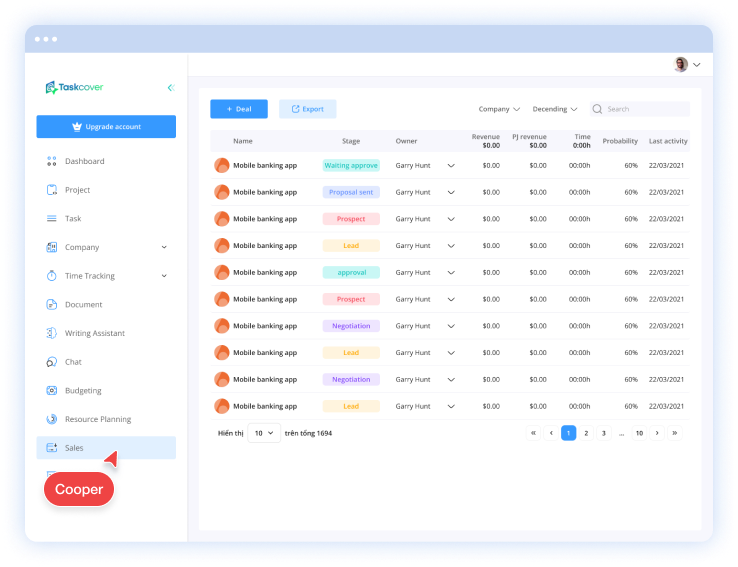 Taskcover
Upgrade account
Dashboard
Project
Task
Company
Time Tracking
Document
Writing Assistant
Chat
Budgeting
Resource Planning
Sales
Cooper
+ Deal Export Company Decending Search
Name Stage Owner Revenue $0.00 PJ revenue $0.00 Time 0:00h Probability Last activity
Mobile banking app Waiting approve Garry Hunt $0.00 $0.00 00:00h 60% 22/03/2021
Mobile banking app Proposal sent Garry Hunt $0.00 $0.00 00:00h 60% 22/03/2021
Mobile banking app Prospect Garry Hunt $0.00 $0.00 00:00h 60% 22/03/2021
Mobile banking app Lead Garry Hunt $0.00 $0.00 00:00h 60% 22/03/2021
Mobile banking app approval Garry Hunt $0.00 $0.00 00:00h 60% 22/03/2021
Mobile banking app Prospect Garry Hunt $0.00 $0.00 00:00h 60% 22/03/2021
Mobile banking app Negotiation Garry Hunt $0.00 $0.00 00:00h 60% 22/03/2021
Mobile banking app Lead Garry Hunt $0.00 $0.00 00:00h 60% 22/03/2021
Mobile banking app Negotiation Garry Hunt $0.00 $0.00 00:00h 60% 22/03/2021
Mobile banking app Lead Garry Hunt $0.00 $0.00 00:00h 60% 22/03/2021
Hiển thị 10 trên tổng 1694 « ‹ 1 2 3 ... 10 › »